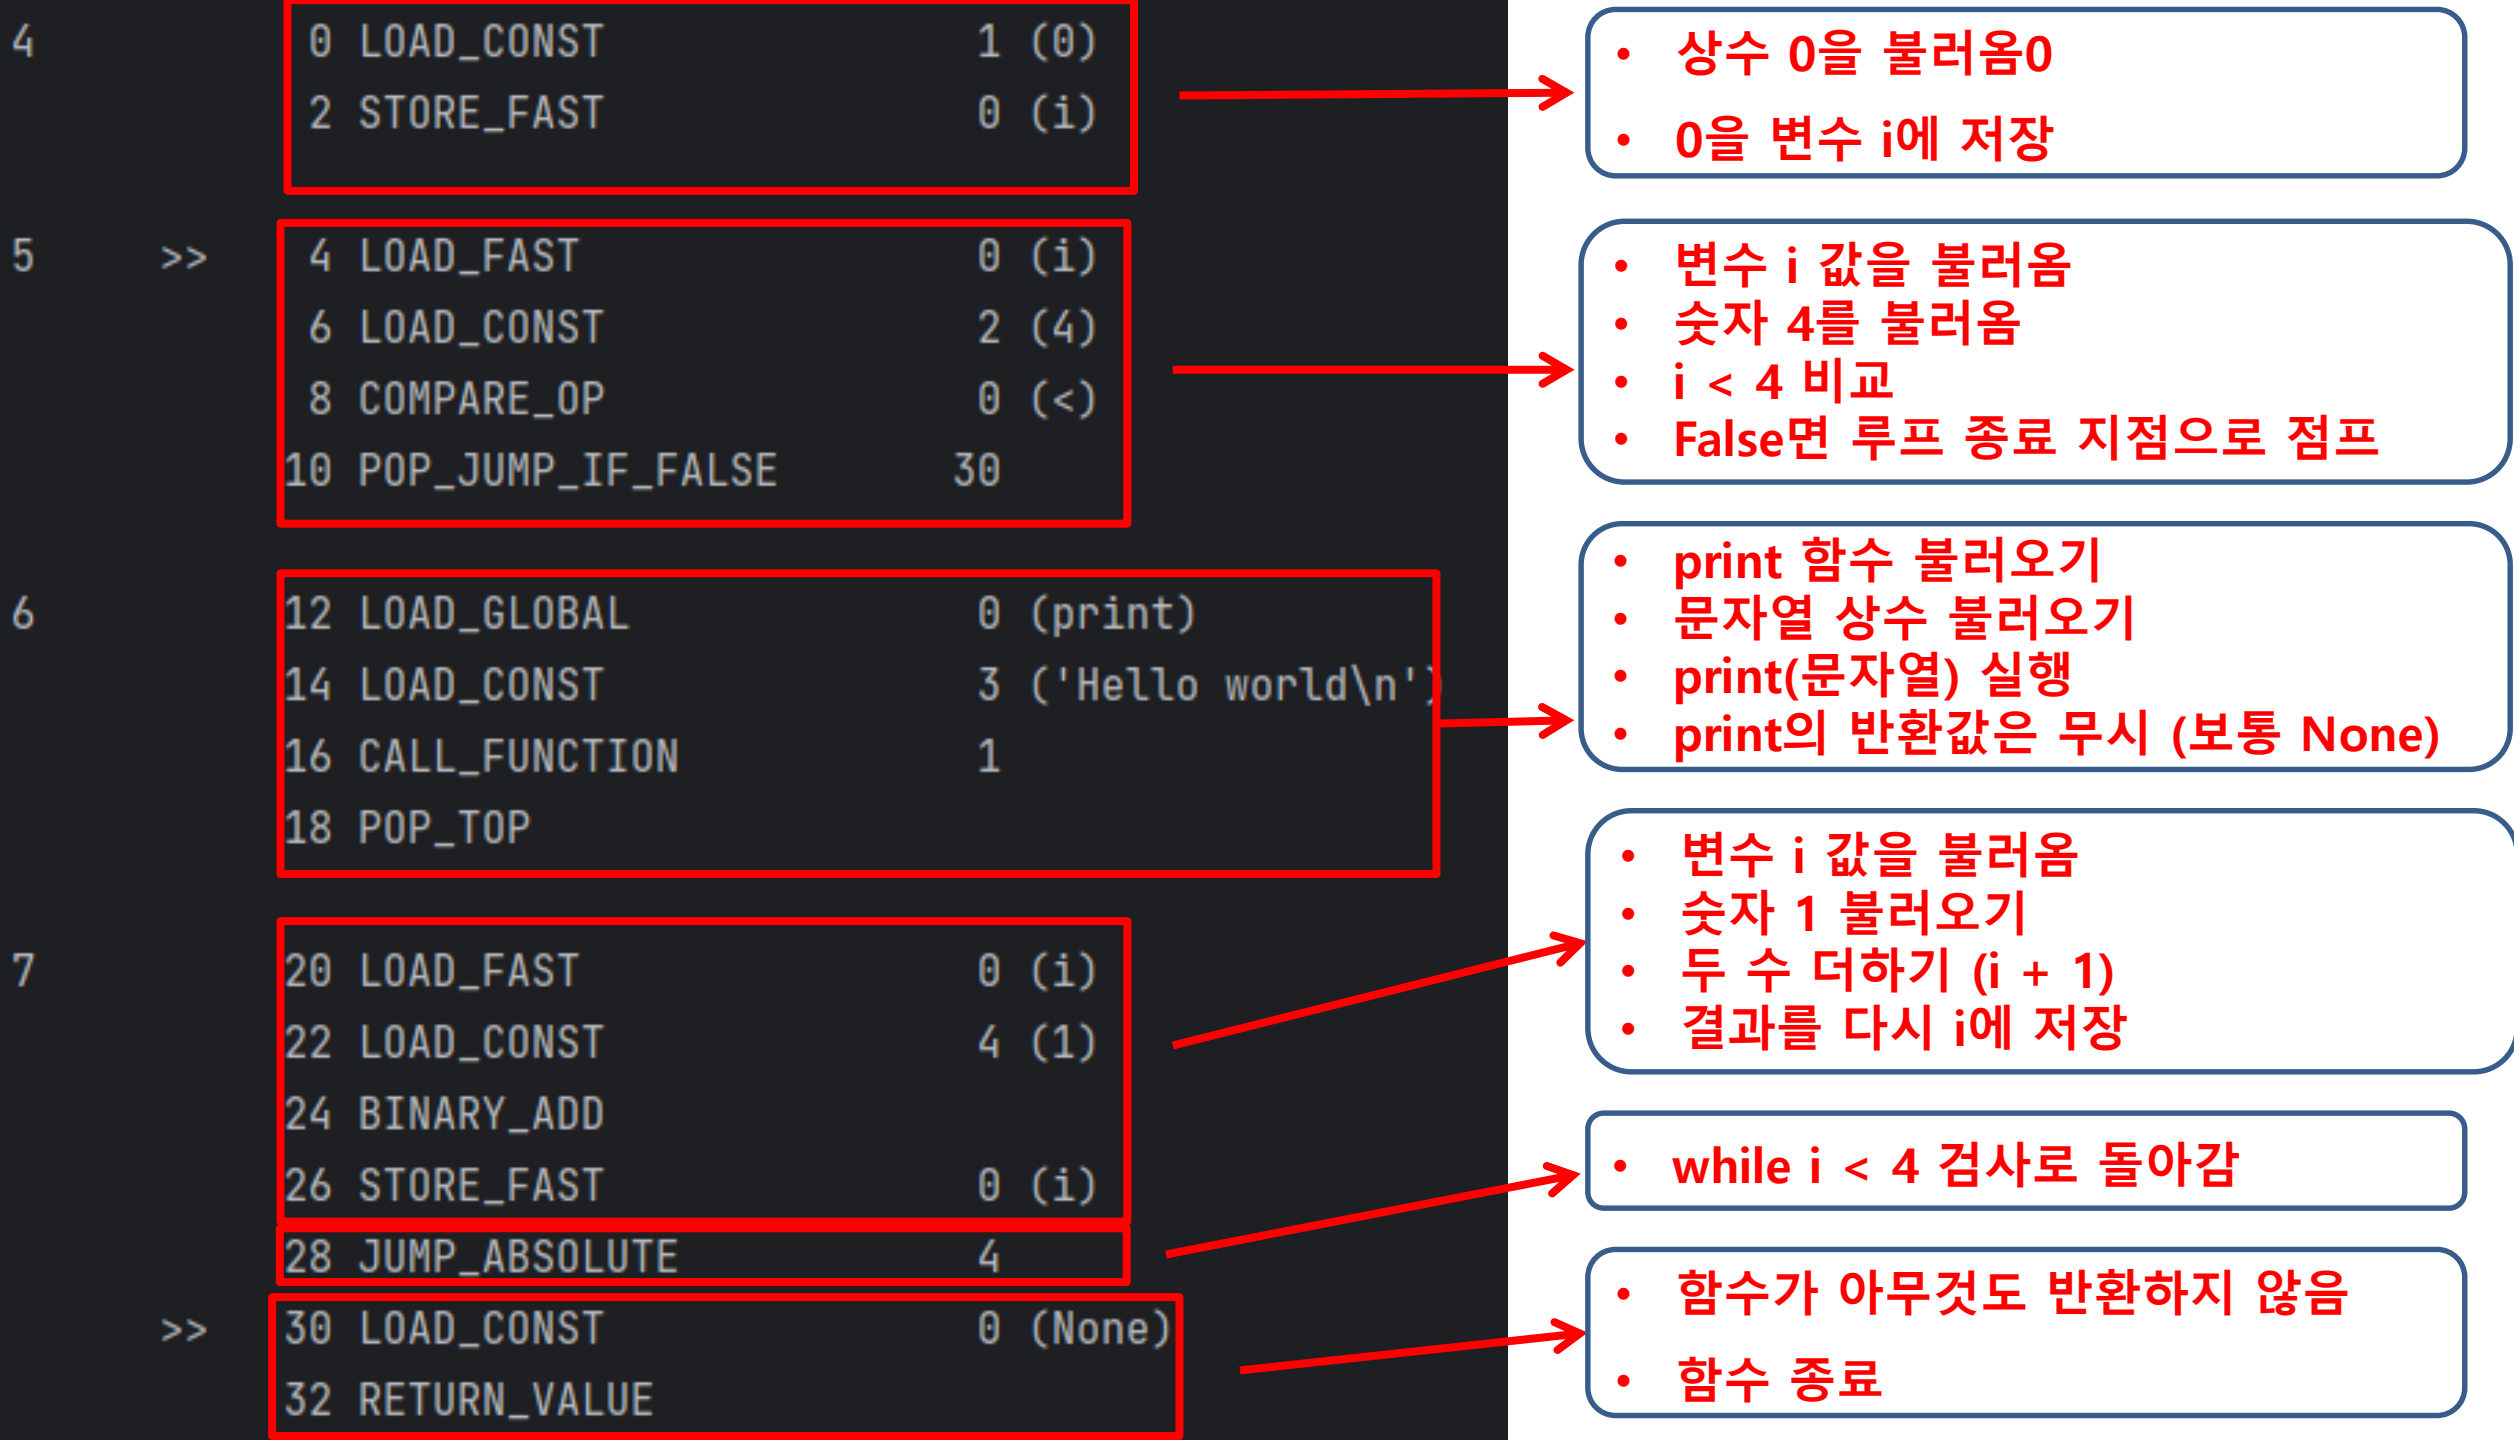 4 0 LOAD_CONST 1 (0)
2 STORE_FAST 0 (i)
5 >> 4 LOAD_FAST 0 (i)
6 LOAD_CONST 2 (4)
8 COMPARE_OP 0 (<)
10 POP_JUMP_IF_FALSE 30
6 12 LOAD_GLOBAL 0 (print)
14 LOAD_CONST 3 ('Hello world\n')
16 CALL_FUNCTION 1
18 POP_TOP
7 20 LOAD_FAST 0 (i)
22 LOAD_CONST 4 (1)
24 BINARY_ADD
26 STORE_FAST 0 (i)
28 JUMP_ABSOLUTE 4
>> 30 LOAD_CONST 0 (None)
32 RETURN_VALUE
• 상수 0을 불러옴0
• 0을 변수 i에 저장
• 변수 i 값을 불러옴
• 숫자 4를 불러옴
• i < 4 비교
• False면 루프 종료 지점으로 점프
• print 함수 불러오기
• 문자열 상수 불러오기
• print(문자열) 실행
• print의 반환값은 무시 (보통 None)
• 변수 i 값을 불러옴
• 숫자 1 불러오기
• 두 수 더하기 (i + 1)
• 결과를 다시 i에 저장
• while i < 4 검사로 돌아감
• 함수가 아무것도 반환하지 않음
• 함수 종료